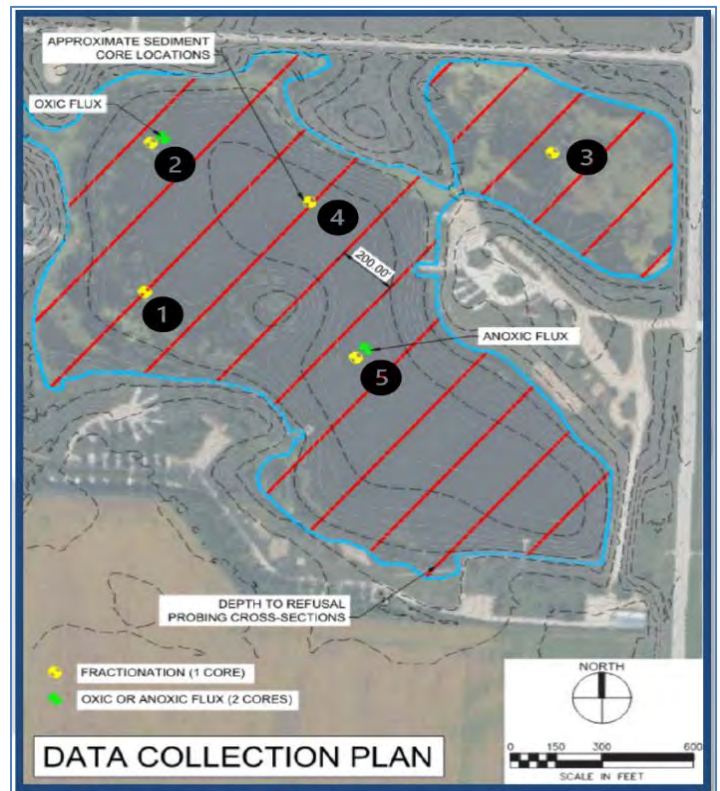 APPROXIMATE SEDIMENT
CORE LOCATIONS
OXIC FLUX
2
3
4
200.00'
1
ANOXIC FLUX
5
DEPTH TO REFUSAL
PROBING CROSS-SECTIONS
FRACTIONATION (1 CORE)
OXIC OR ANOXIC FLUX (2 CORES)
NORTH
DATA COLLECTION PLAN
0 150 300 600
SCALE IN FEET